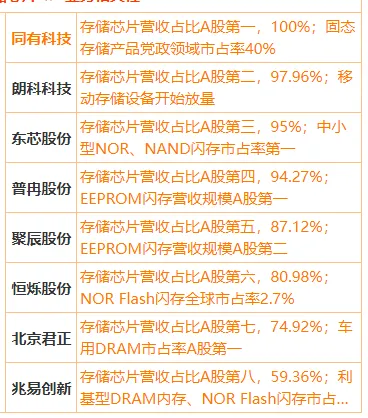 同有科技
存储芯片营收占比A股第一，100%；固态
存储产品党政领域市占率40%
朗科科技
存储芯片营收占比A股第二，97.96%；移
动存储设备开始放量
东芯股份
存储芯片营收占比A股第三，95%；中小
型NOR、NAND闪存市占率第一
普冉股份
存储芯片营收占比A股第四，94.27%；
EEPROM闪存营收规模A股第一
聚辰股份
存储芯片营收占比A股第五，87.12%；
EEPROM闪存营收规模A股第二
恒烁股份
存储芯片营收占比A股第六，80.98%；
NOR Flash闪存全球市占率2.7%
北京君正
存储芯片营收占比A股第七，74.92%；车
用DRAM市占率A股第一
兆易创新
存储芯片营收占比A股第八，59.36%；利
基型DRAM内存、NOR Flash闪存市占...